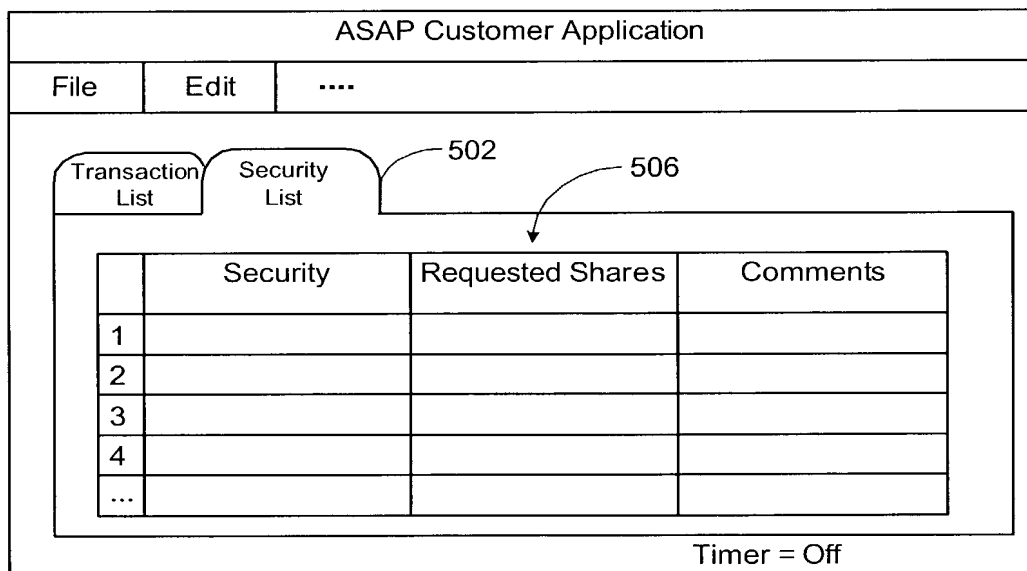 ASAP Customer Application
File Edit ....
502
506
Transaction List
Security List
Security Requested Shares Comments
1
2
3
4
...
Timer = Off